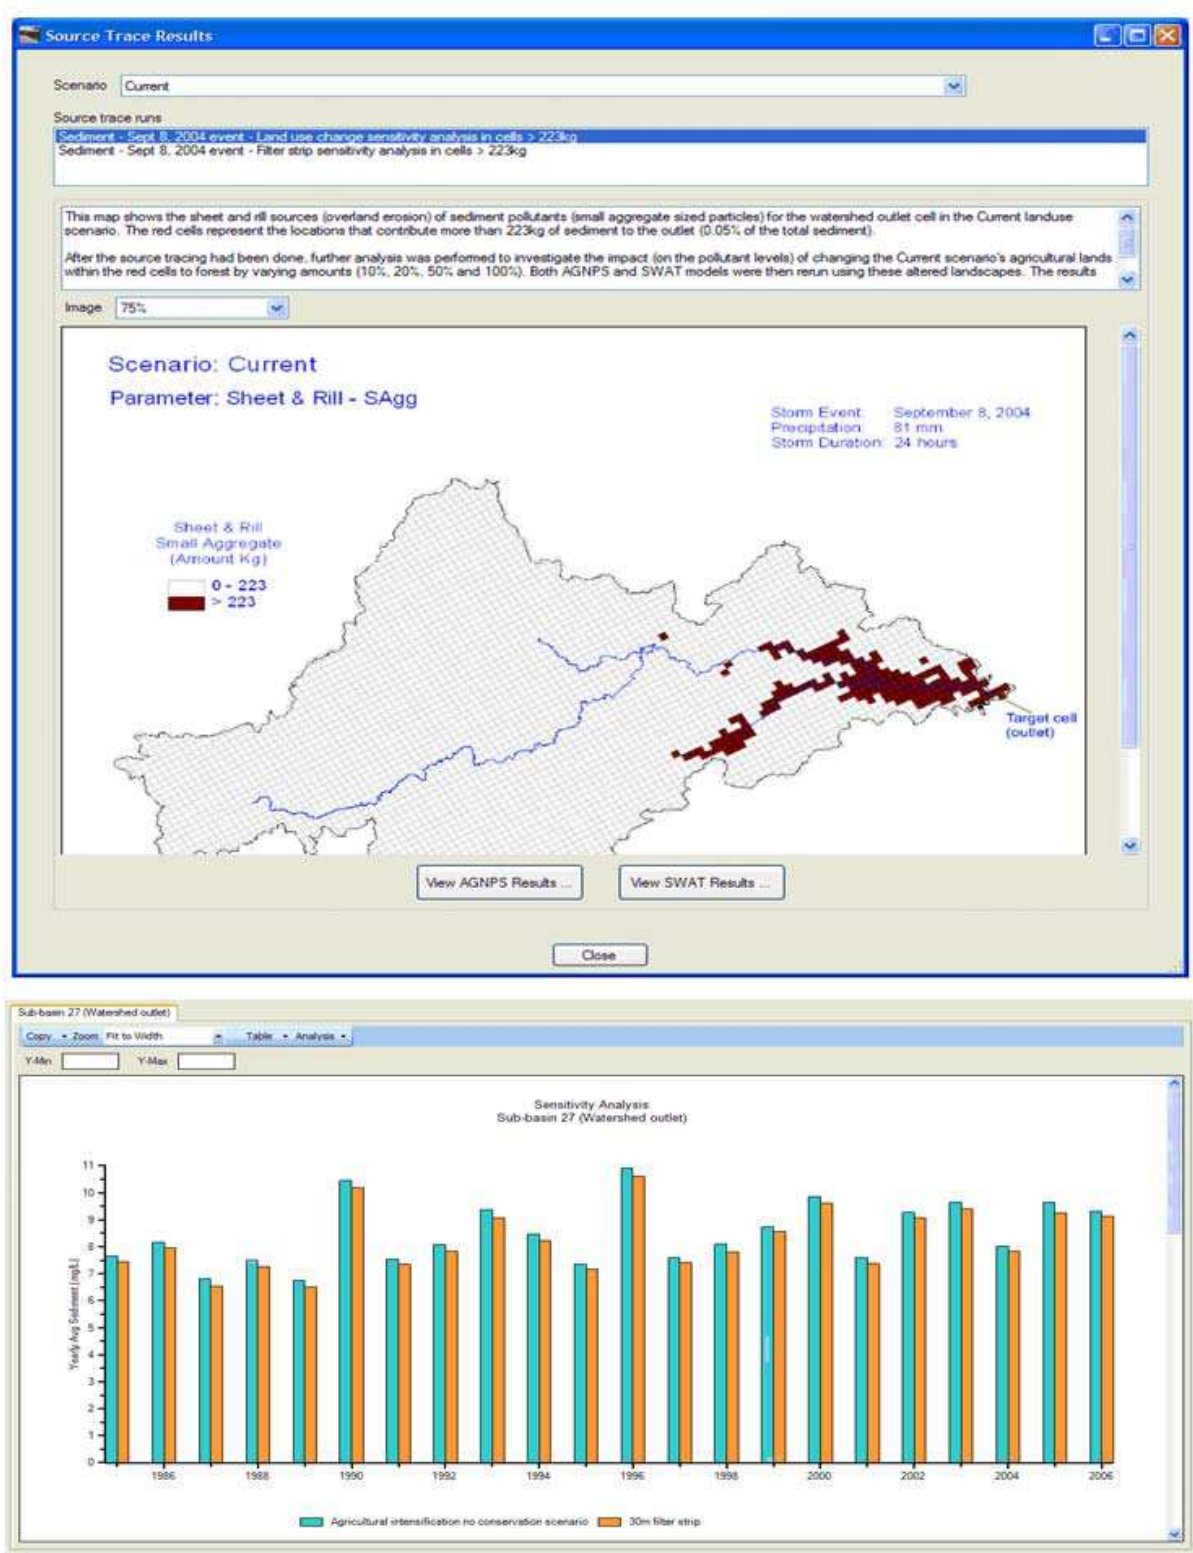 Source Trace Results
Scenario Current
Source trace runs
Sediment - Sept 8, 2004 event - Land use change sensitivity analysis in cells > 223kg
Sediment - Sept 8, 2004 event - Filter strip sensitivity analysis in cells > 223kg
This map shows the sheet and rill sources (overland erosion) of sediment pollutants (small aggregate sized particles) for the watershed outlet cell in the Current landuse
scenario. The red cells represent the locations that contribute more than 223kg of sediment to the outlet (0.05% of the total sediment).
After the source tracing had been done, further analysis was performed to investigate the impact (on the pollutant levels) of changing the Current scenario's agricultural lands
within the red cells to forest by varying amounts (10%, 20%, 50% and 100%). Both AGNPS and SWAT models were then rerun using these altered landscapes. The results
Image 75%
Scenario: Current
Parameter: Sheet & Rill - SAgg
Storm Event: September 8, 2004
Precipitation: 81 mm
Storm Duration: 24 hours
Sheet & Rill
Small Aggregate
(Amount Kg)
0 - 223
> 223
Target cell
(outlet)
View AGNPS Results ... View SWAT Results ...
Close
Sub-basin 27 (Watershed outlet)
Copy Zoom Fit to Width Table Analysis
Y-Min Y-Max
Sensitivity Analysis
Sub-basin 27 (Watershed outlet)
Yearly Avg Sediment [mg/L]
11
10
9
8
7
6
5
4
3
2
1
0
1986 1988 1990 1992 1994 1996 1998 2000 2002 2004 2006
Agricultural intensification no conservation scenario 30m filter strip